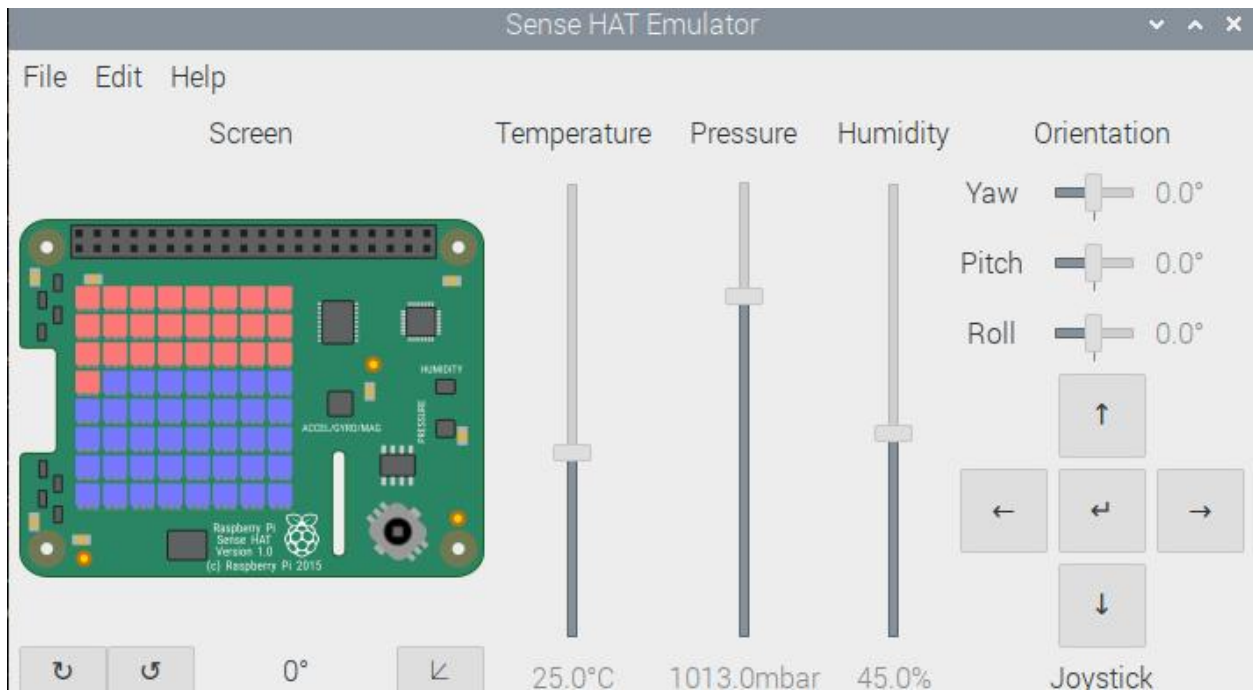 Sense HAT Emulator
File Edit Help
Screen
Temperature
Pressure
Humidity
Orientation
Yaw 0.0°
Pitch 0.0°
Roll 0.0°
HUMIDITY
PRESSURE
ACCEL/GYRO/MAG
Raspberry Pi
Sense HAT
Version 1.0
(c) Raspberry Pi 2015
↑
← ↵ →
↓
↻ ↺ 0°
25.0°C
1013.0mbar
45.0%
Joystick